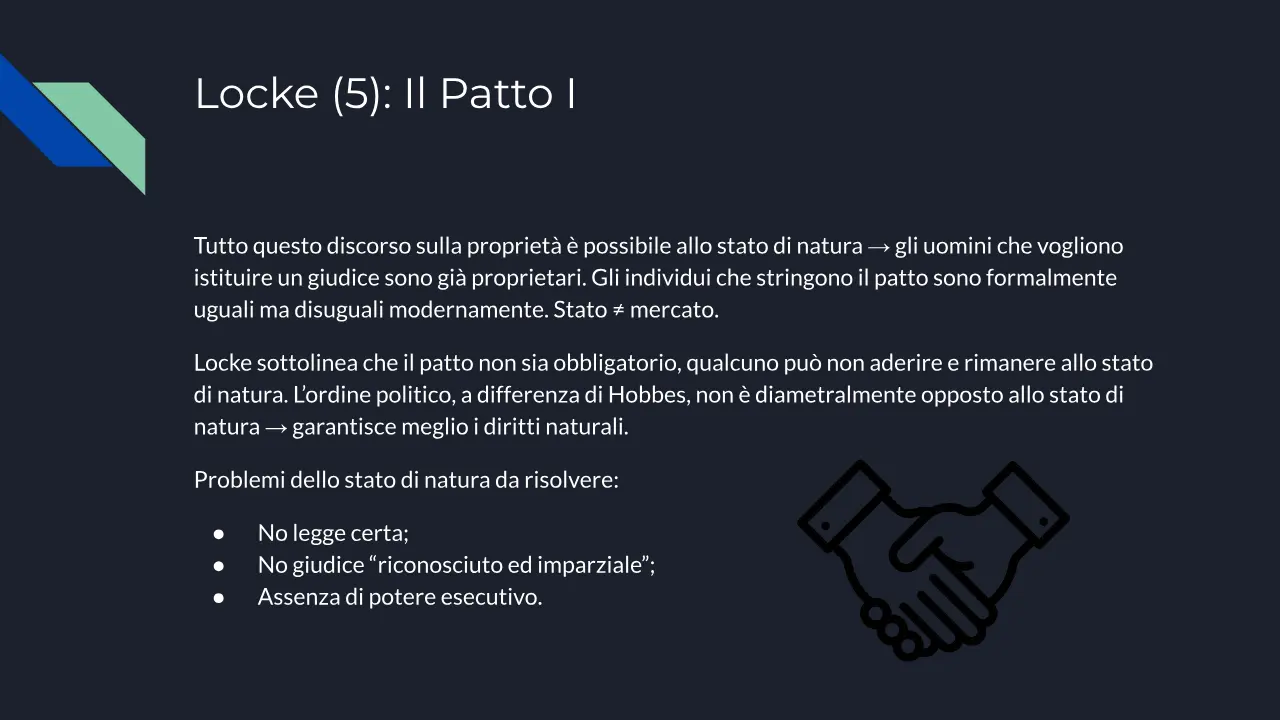 Locke (5): Il Patto I
Tutto questo discorso sulla proprietà è possibile allo stato di natura → gli uomini che vogliono
istituire un giudice sono già proprietari. Gli individui che stringono il patto sono formalmente
uguali ma disuguali modernamente. Stato ≠ mercato.
Locke sottolinea che il patto non sia obbligatorio, qualcuno può non aderire e rimanere allo stato
di natura. L’ordine politico, a differenza di Hobbes, non è diametralmente opposto allo stato di
natura → garantisce meglio i diritti naturali.
Problemi dello stato di natura da risolvere:
● No legge certa;
● No giudice “riconosciuto ed imparziale”;
● Assenza di potere esecutivo.